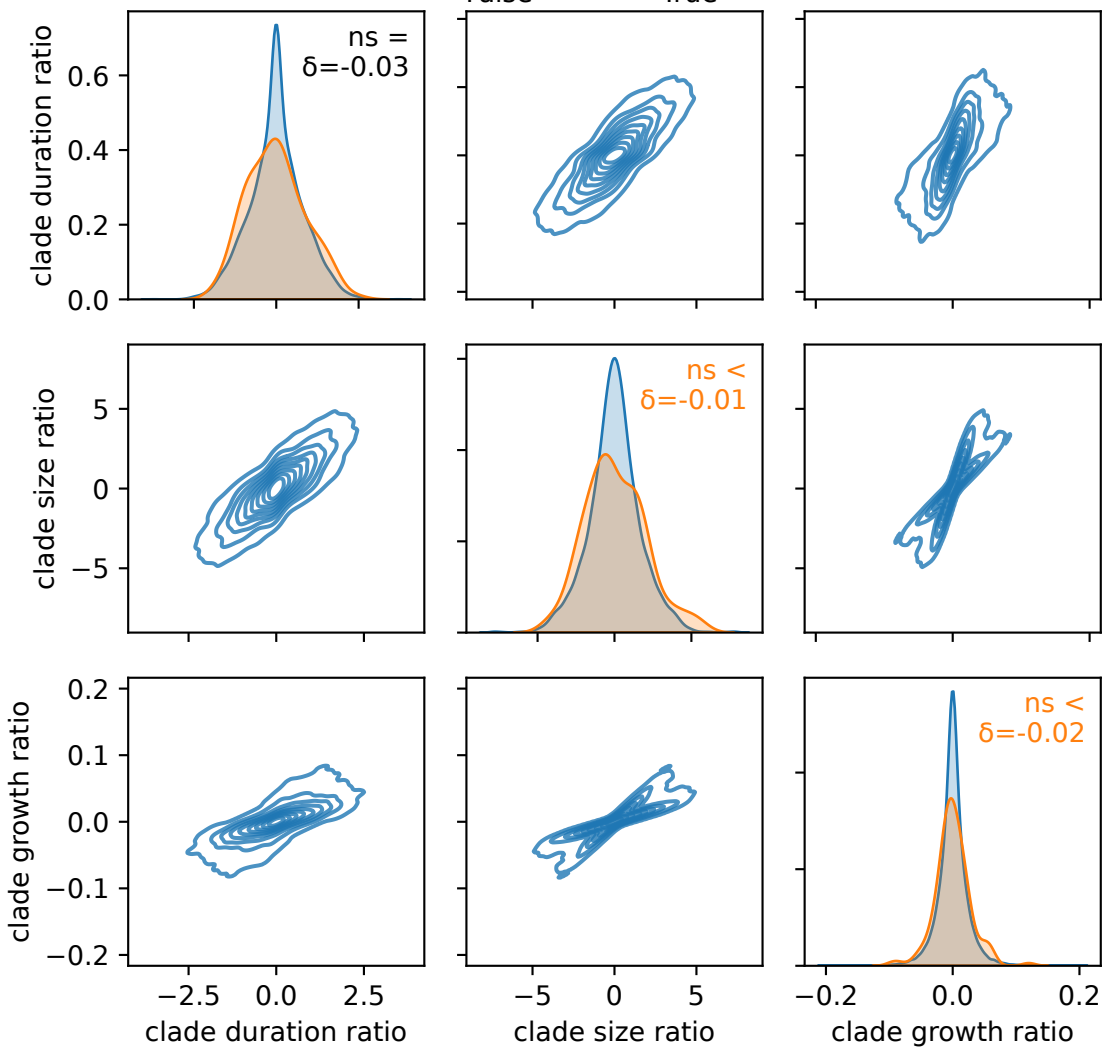 clade duration ratio
0.6
0.4
0.2
0.0
ns =
δ=-0.03
clade size ratio
5
0
−5
ns <
δ=-0.01
clade growth ratio
0.2
0.1
0.0
−0.1
−0.2
ns <
δ=-0.02
−2.5
0.0
2.5
−5
0
5
−0.2
0.0
0.2
clade duration ratio
clade size ratio
clade growth ratio